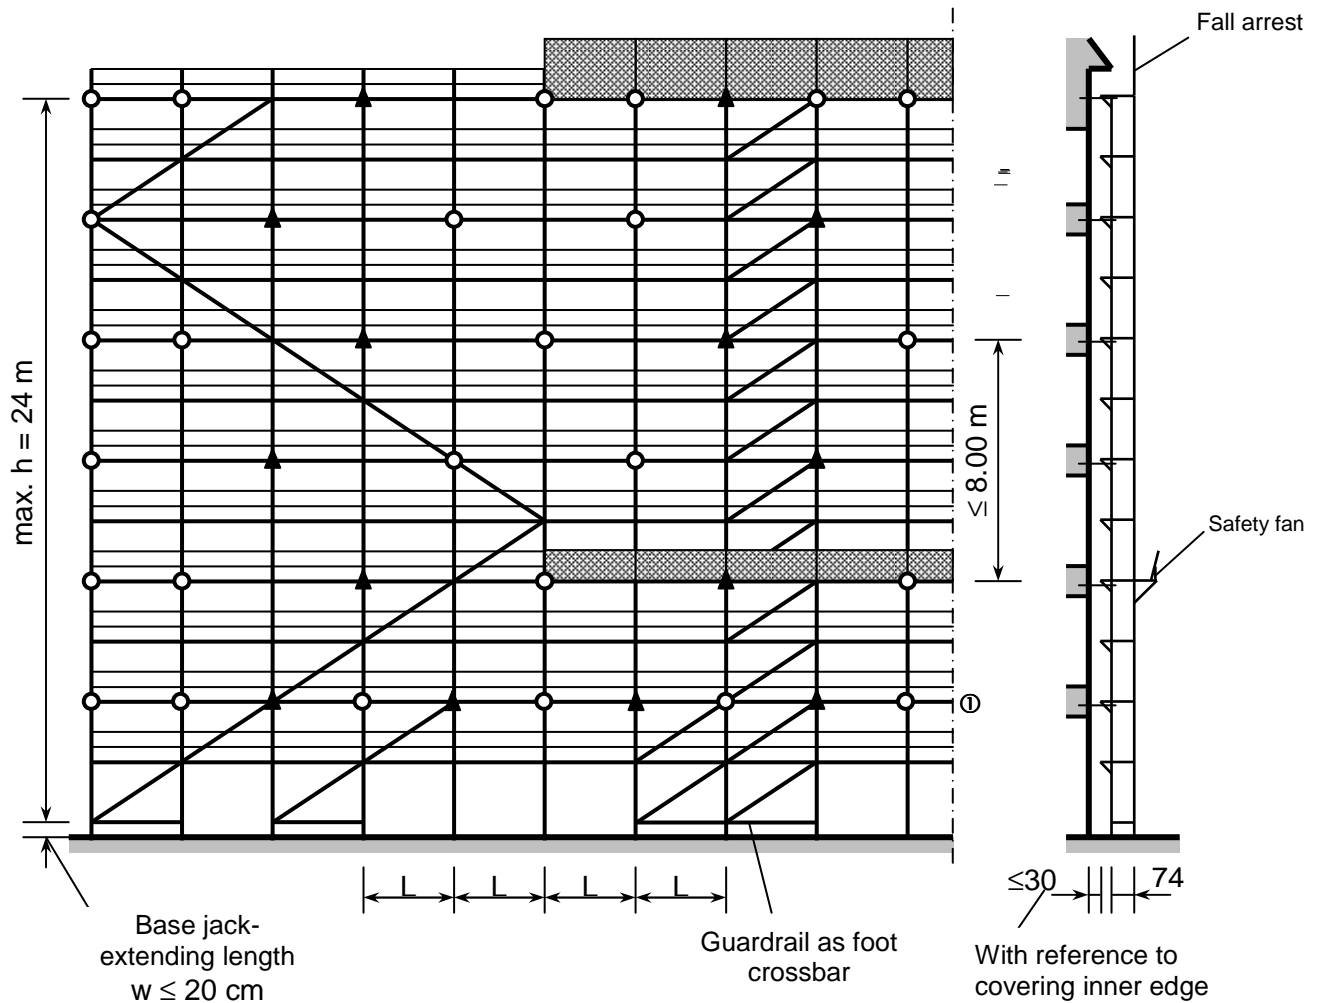 Fall arrest
max. h = 24 m
≤ 8.00 m
Safety fan
①
L L L L
≤30 74
Base jack-
extending length
w ≤ 20 cm
Guardrail as foot
crossbar
With reference to
covering inner edge